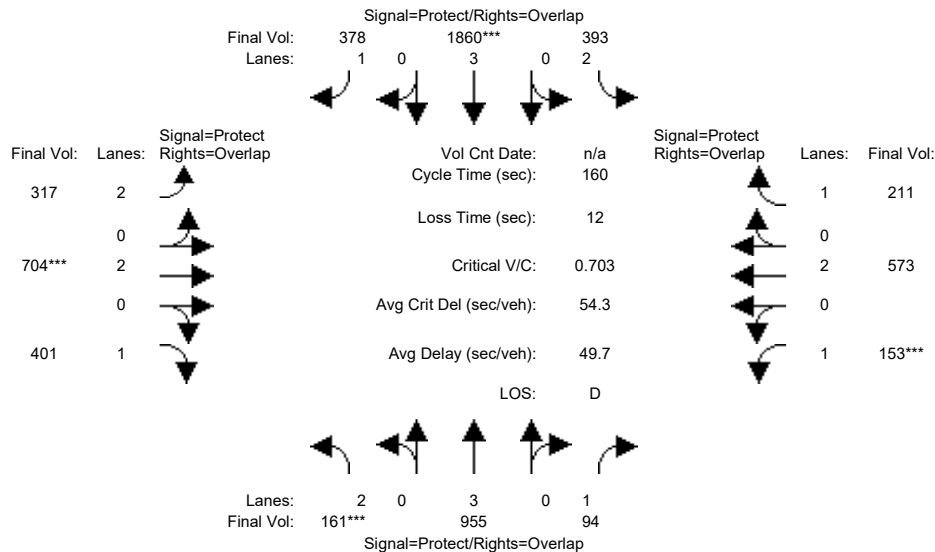 Signal=Protect/Rights=Overlap
Final Vol: 378 1860*** 393
Lanes: 1 0 3 0 2
Signal=Protect
Final Vol: Lanes: Rights=Overlap
Vol Cnt Date: n/a
Cycle Time (sec): 160
Signal=Protect
Rights=Overlap Lanes: Final Vol:
317 2
1 211
Loss Time (sec): 12
0
0
704*** 2
Critical V/C: 0.703
2 573
0
Avg Crit Del (sec/veh): 54.3
0
401 1
Avg Delay (sec/veh): 49.7
1 153***
LOS: D
Lanes: 2 0 3 0 1
Final Vol: 161*** 955 94
Signal=Protect/Rights=Overlap